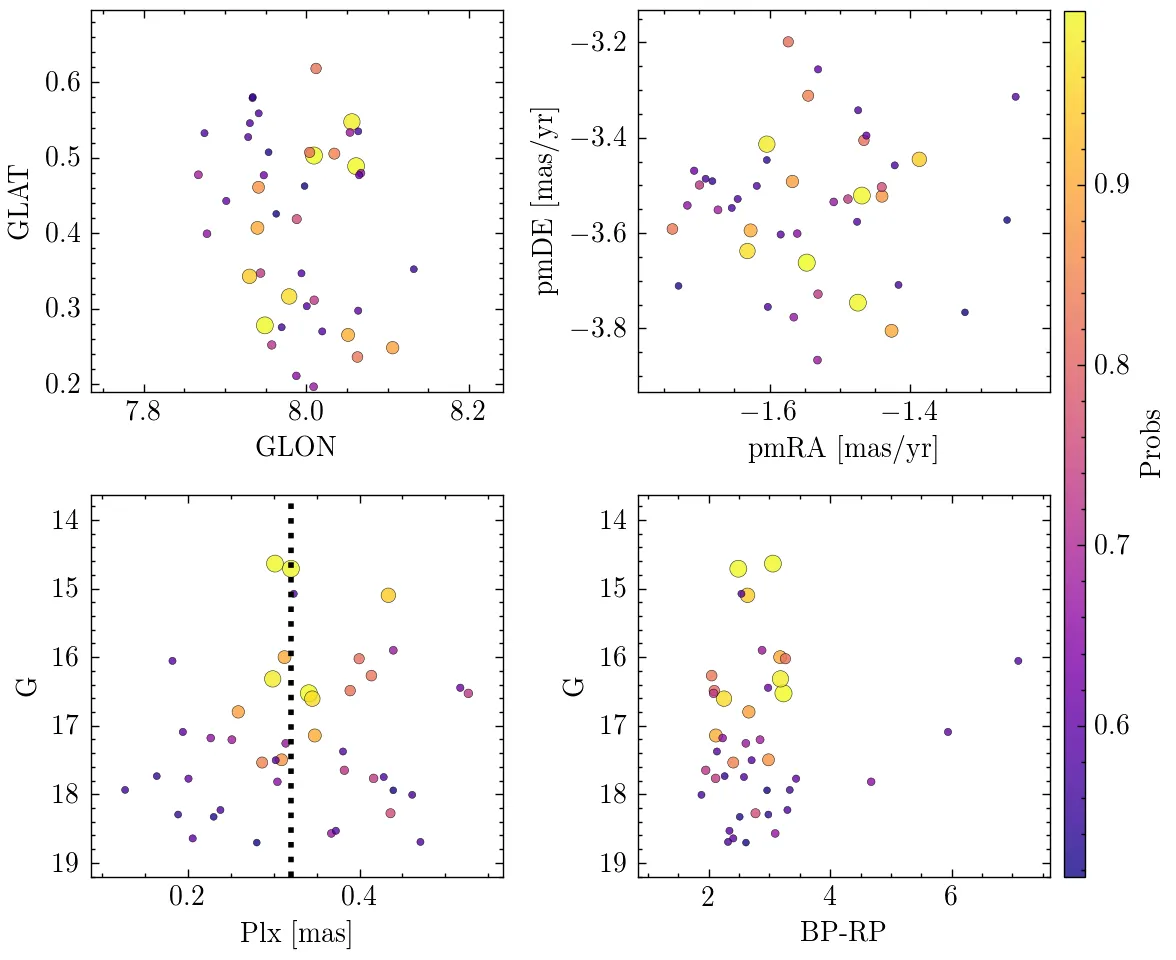 0.6
0.5
0.4
0.3
0.2
GLAT
7.8 8.0 8.2
GLON
−3.2
−3.4
−3.6
−3.8
pmDE [mas/yr]
−1.6 −1.4
pmRA [mas/yr]
14
15
16
17
18
19
G
0.2 0.4
Plx [mas]
14
15
16
17
18
19
G
2 4 6
BP-RP
0.9
0.8
0.7
0.6
Probs